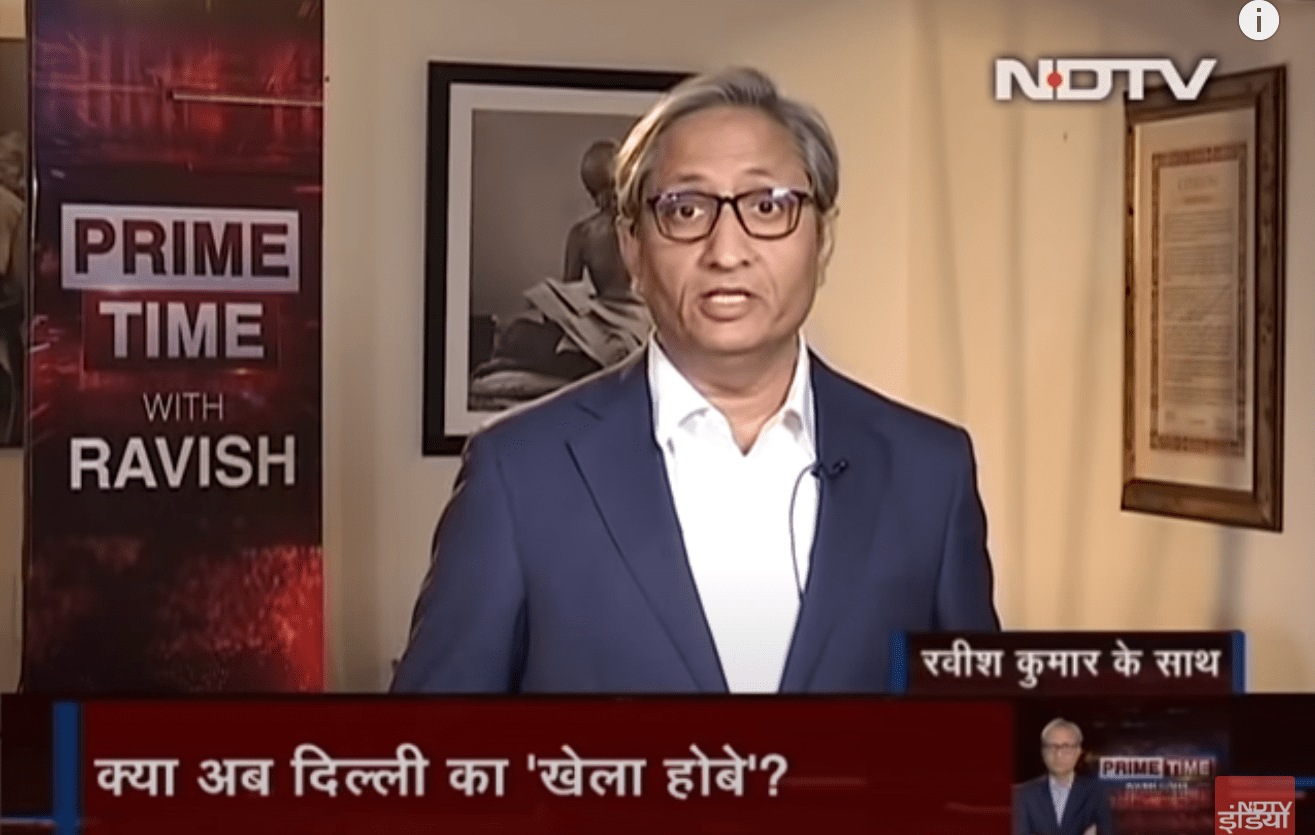 NDTV
PRIME
TIME
WITH
RAVISH
रवीश कुमार के साथ
क्या अब दिल्ली का 'खेला होबे'?
PRIME TIME
NDTV
इंडिया